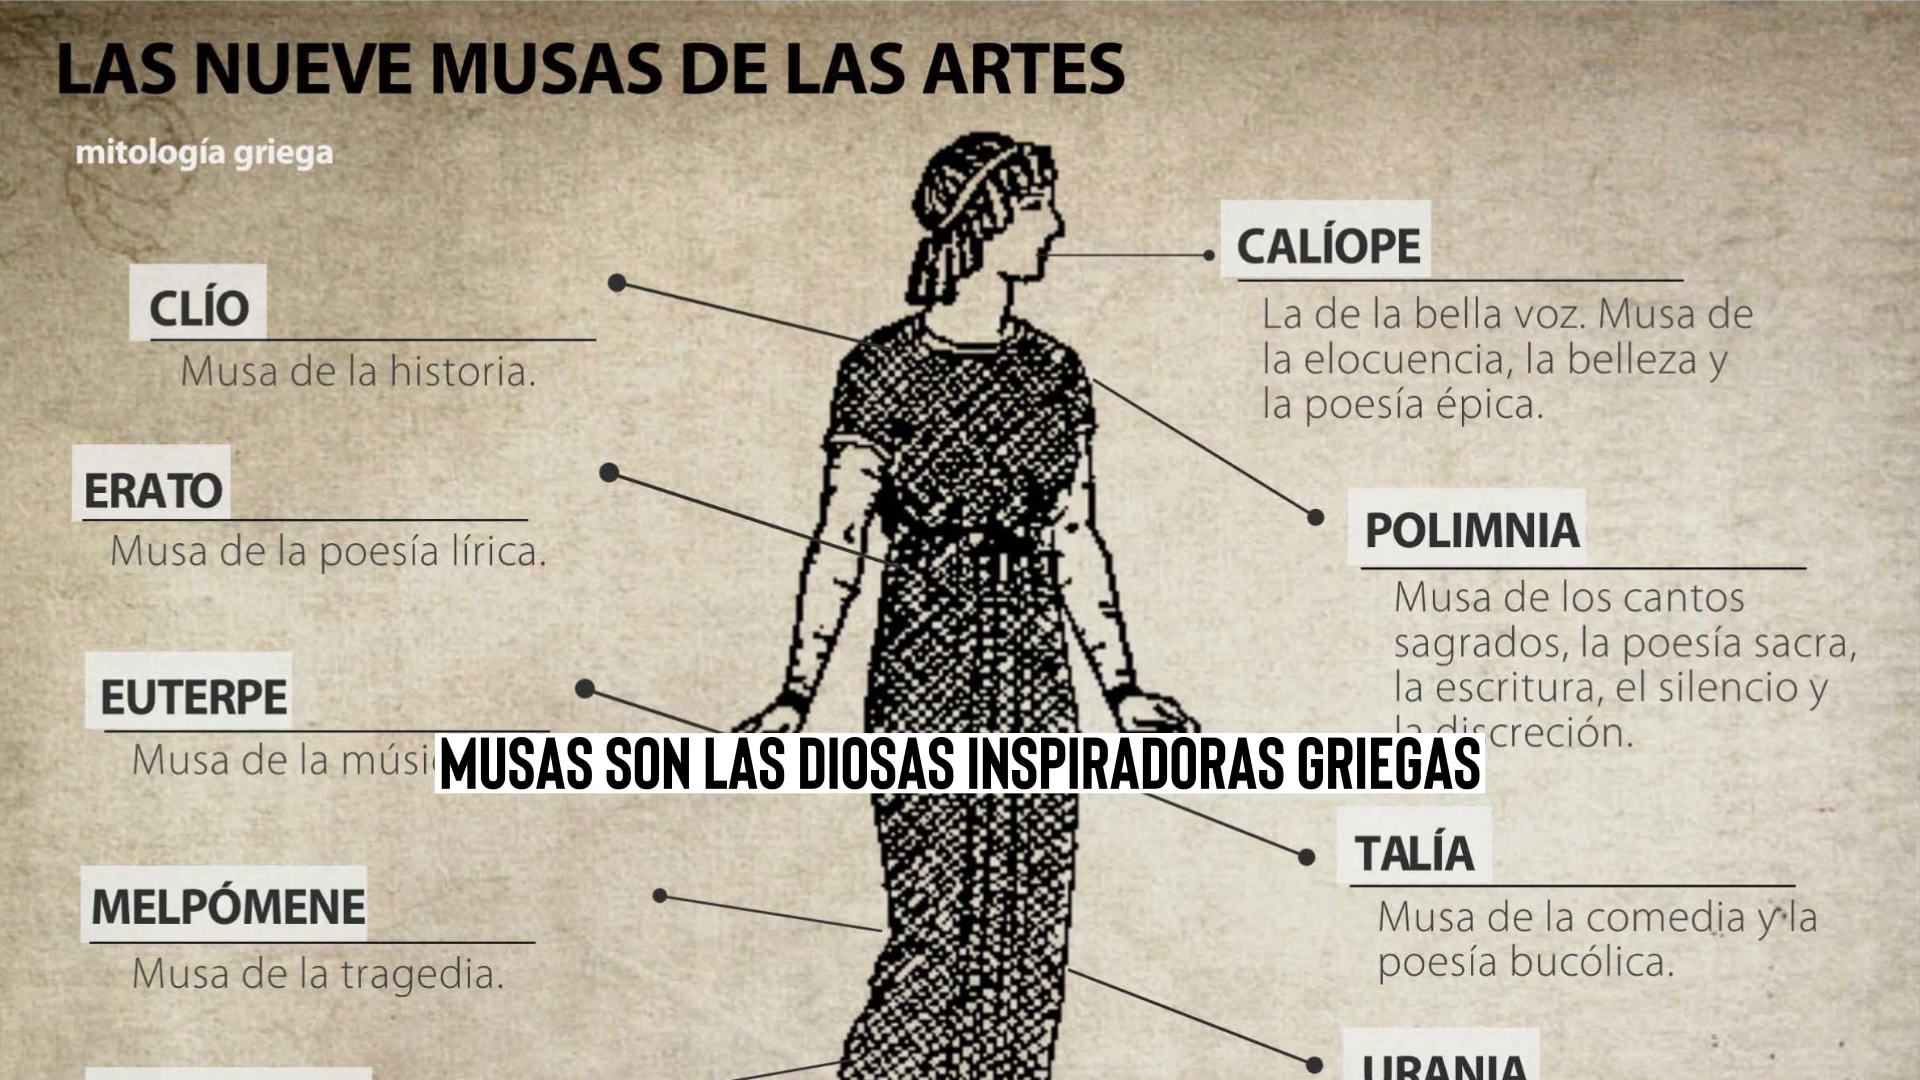 LAS NUEVE MUSAS DE LAS ARTES
mitología griega
CLÍO
Musa de la historia.
ERATO
Musa de la poesía lírica.
EUTERPE
Musa de la
MELPÓMENE
Musa de la tragedia.
CALÍOPE
La de la bella voz. Musa de
la elocuencia, la belleza y
la poesía épica.
POLIMNIA
Musa de los cantos
sagrados, la poesía sacra,
la escritura, el silencio y
la discreción.
MUSAS SON LAS DIOSAS INSPIRADORAS GRIEGAS
TALÍA
Musa de la comedia y la
poesía bucólica.
URANIA